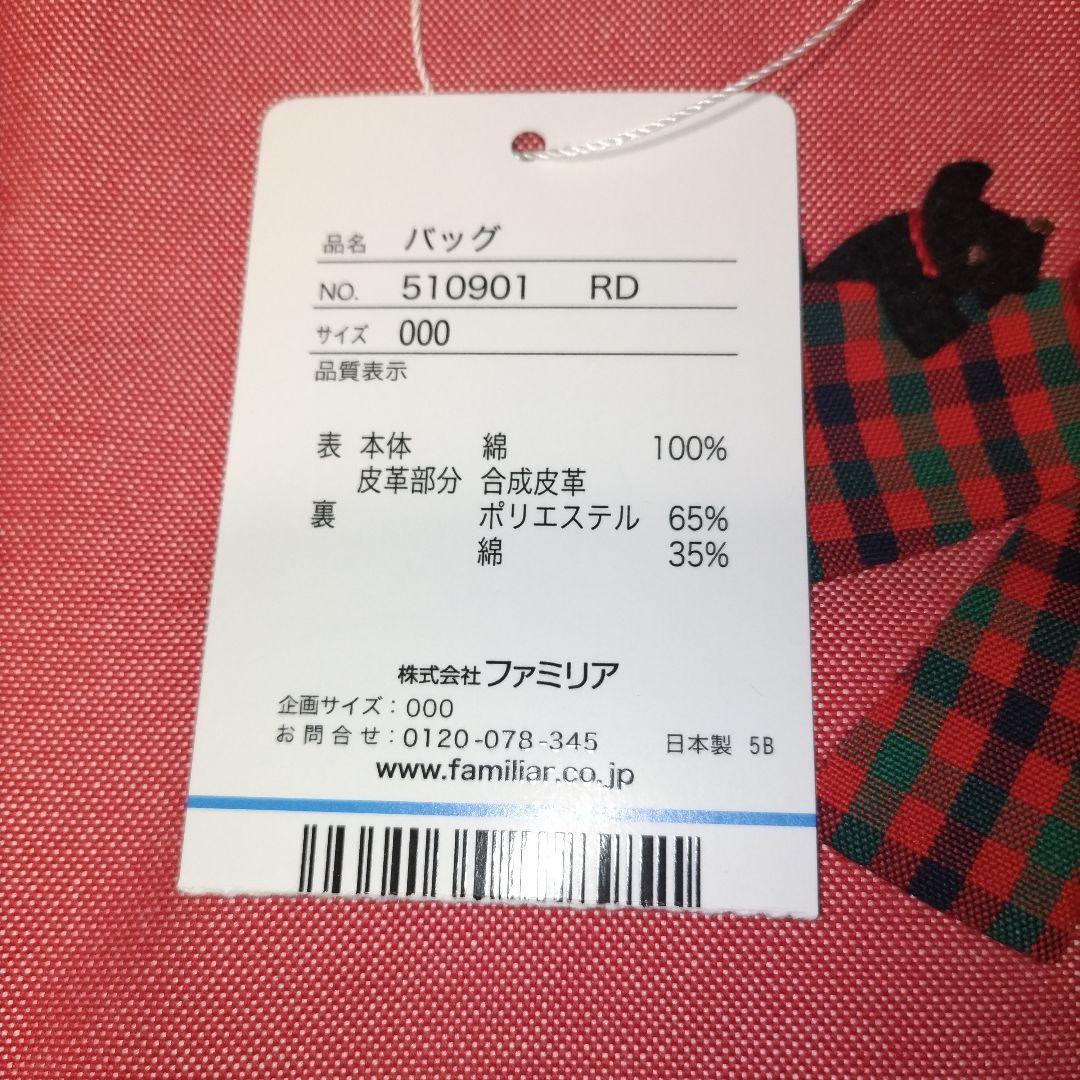 品名 バッグ
NO. 510901 RD
サイズ 000
品質表示
表 本体 綿 100%
皮革部分 合成皮革
裏 ポリエステル 65%
綿 35%
株式会社ファミリア
企画サイズ：000
お問合せ：0120-078-345 日本製 5B
www.familiar.co.jp